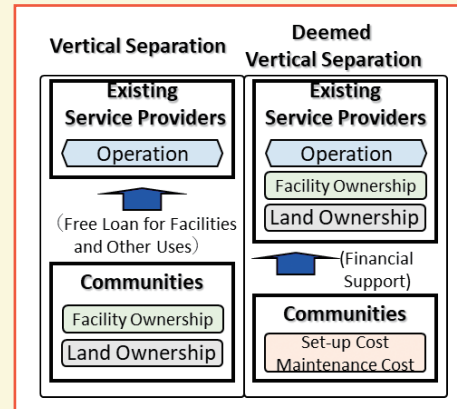 Vertical Separation
Existing
Service Providers
Operation
(Free Loan for Facilities
and Other Uses)
Communities
Facility Ownership
Land Ownership
Deemed
Vertical Separation
Existing
Service Providers
Operation
Facility Ownership
Land Ownership
(Financial
Support)
Communities
Set-up Cost
Maintenance Cost